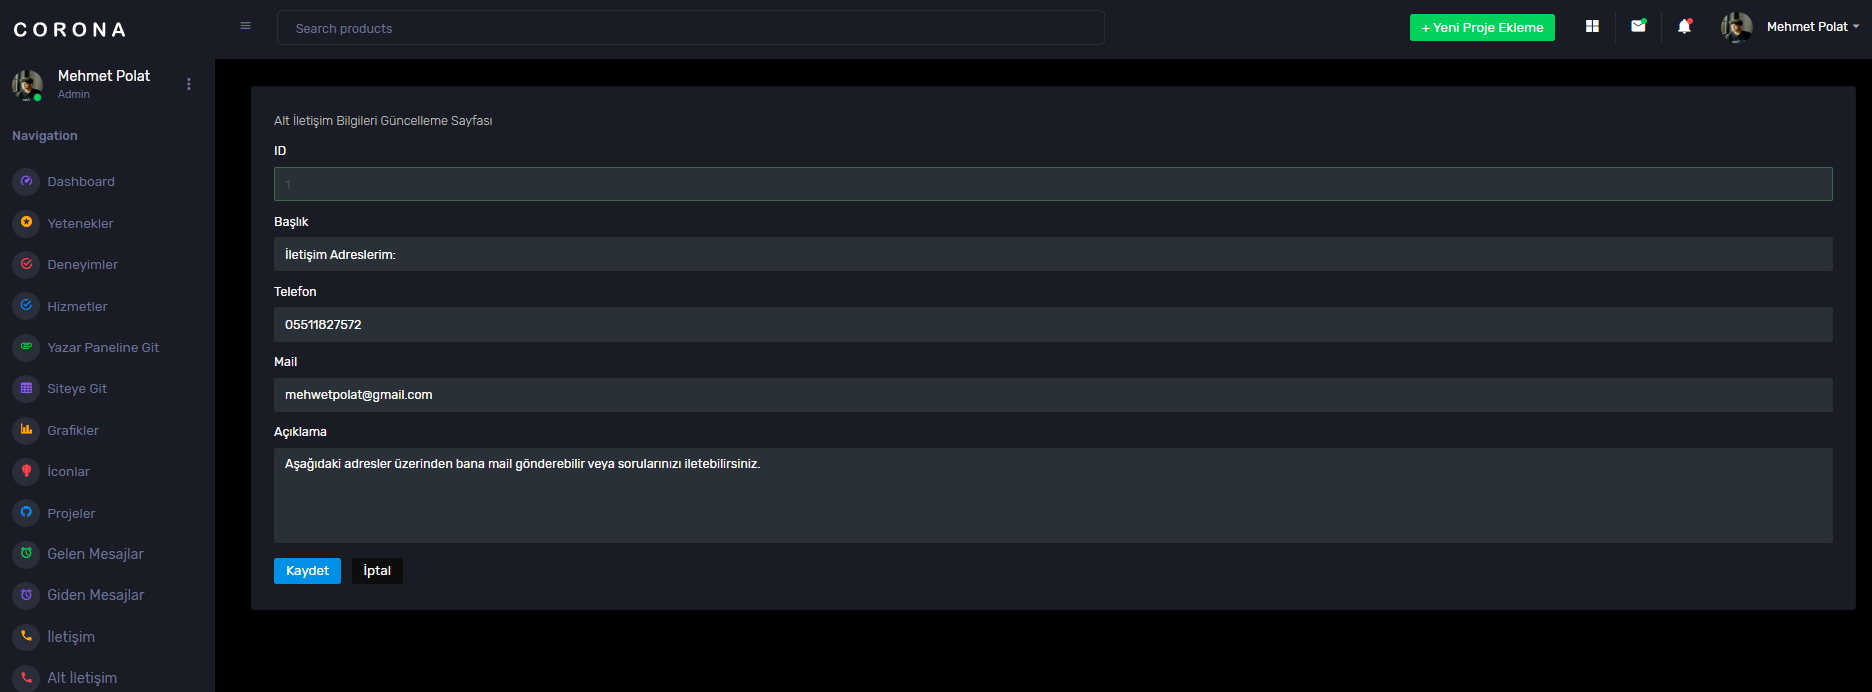 CORONA
Search products
+ Yeni Proje Ekleme
Mehmet Polat
Mehmet Polat
Admin
Navigation
Dashboard
Yetenekler
Deneyimler
Hizmetler
Yazar Paneline Git
Siteye Git
Grafikler
İconlar
Projeler
Gelen Mesajlar
Giden Mesajlar
İletişim
Alt İletişim
Alt İletişim Bilgileri Güncelleme Sayfası
ID
1
Başlık
İletişim Adreslerim:
Telefon
05511827572
Mail
mehwetpolat@gmail.com
Açıklama
Aşağıdaki adresler üzerinden bana mail gönderebilir veya sorularınızı iletebilirsiniz.
Kaydet
İptal